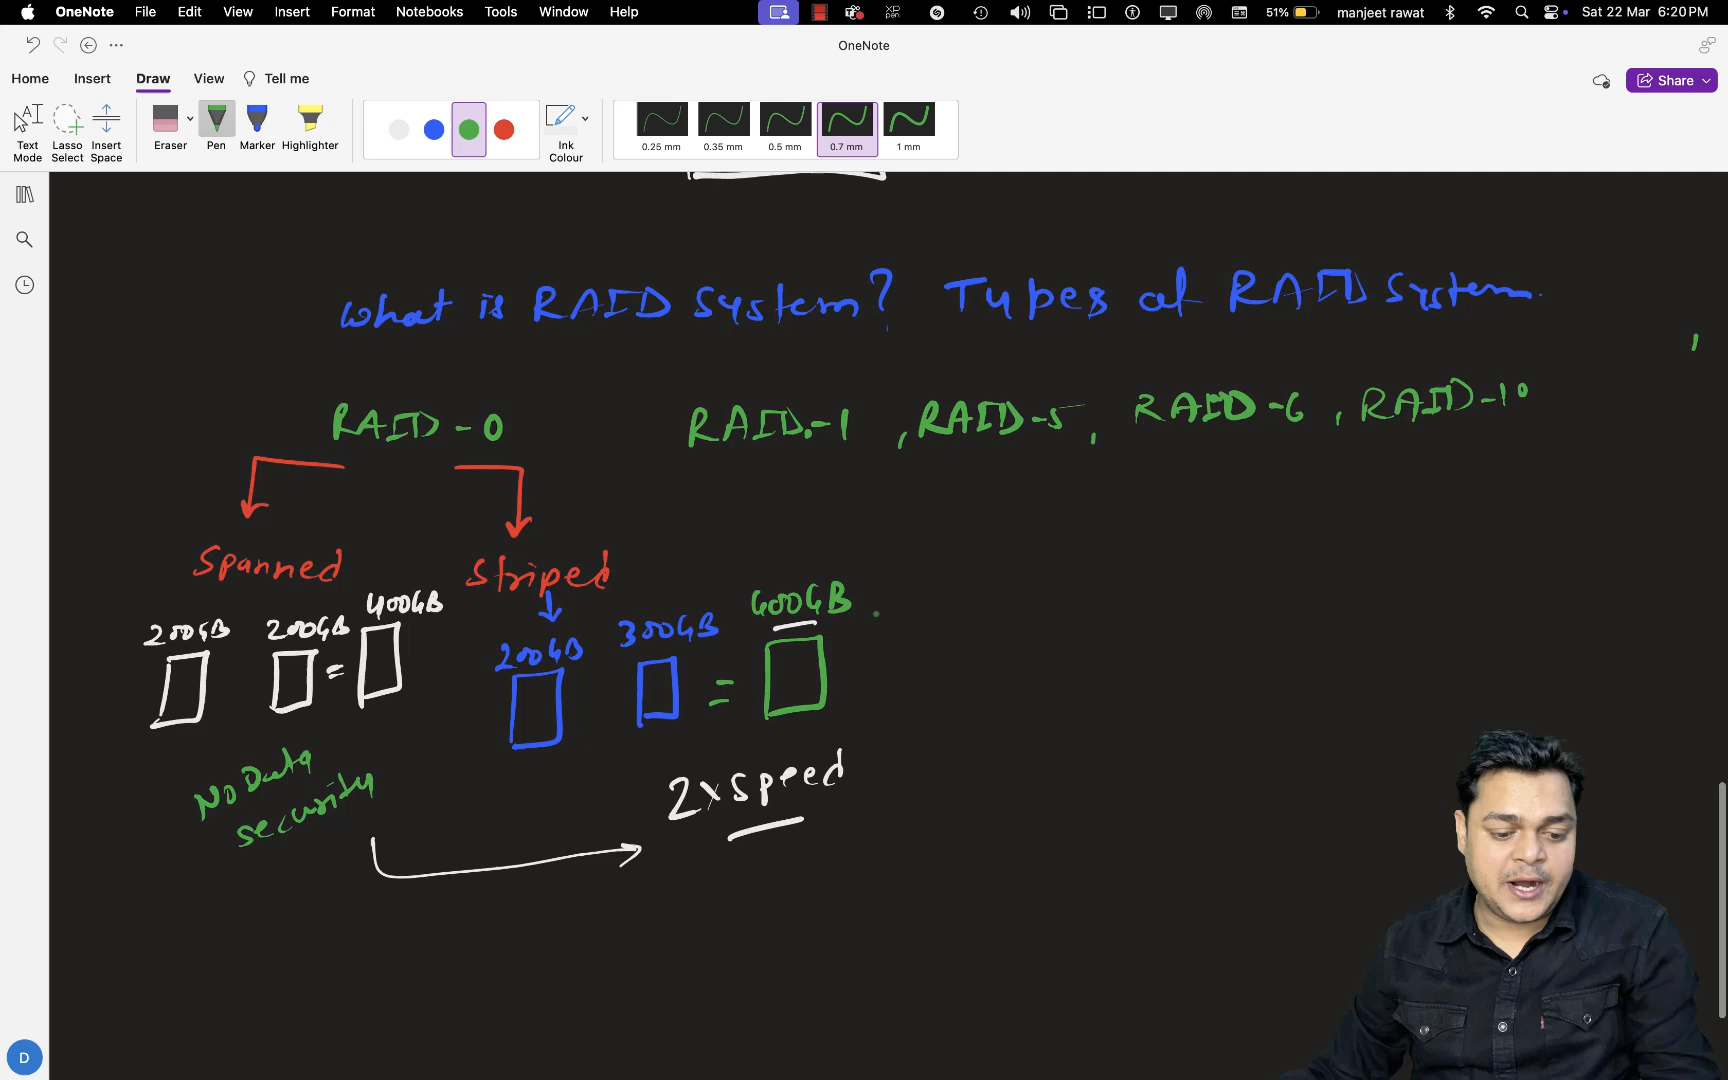 OneNote File Edit View Insert Format Notebooks Tools Window Help 51% manjeet rawat Sat 22 Mar 6:20 PM
OneNote
Home Insert Draw View Tell me Share
Eraser Pen Marker Highlighter Ink Colour 0.25 mm 0.35 mm 0.5 mm 0.7 mm 1 mm
Text Mode Lasso Select Insert Space
What is RAID System? Types of RAID System.
RAID-0 RAID-1 , RAID-5 , RAID-6 , RAID-10
Spanned Striped
200GB 200GB = 400GB
200GB 300GB = 400GB
No Data
security
2x speed
D